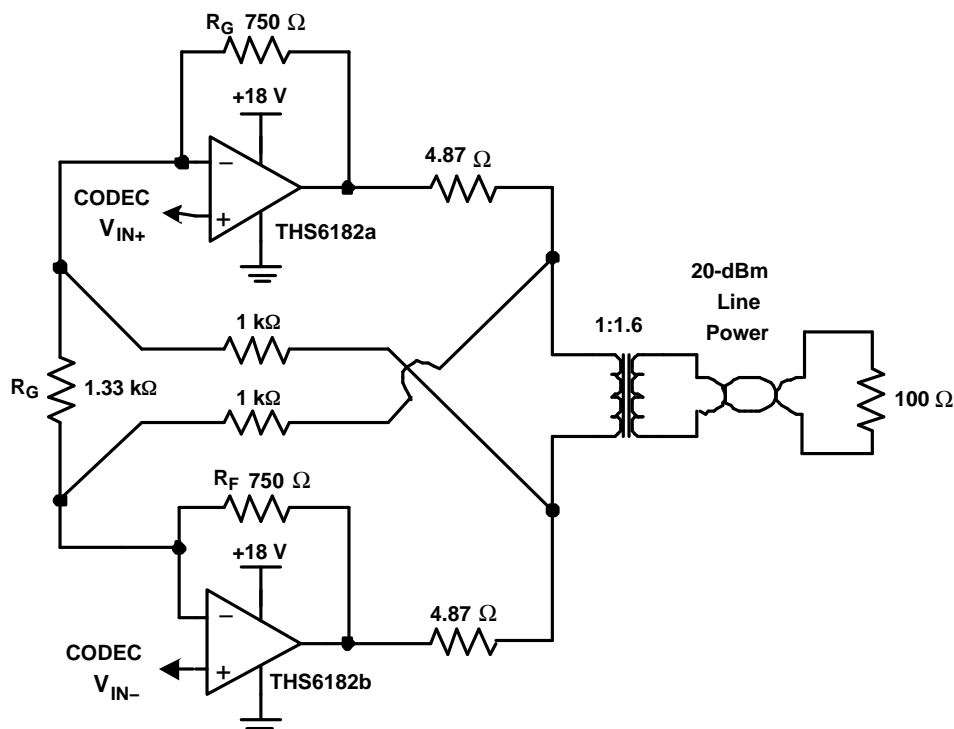 RG 750 Ω
+18 V
−
+
CODEC
VIN+
THS6182a
4.87 Ω
20-dBm
Line
Power
1:1.6
1 kΩ
RG
1.33 kΩ
1 kΩ
100 Ω
RF 750 Ω
+18 V
−
+
4.87 Ω
CODEC
VIN−
THS6182b